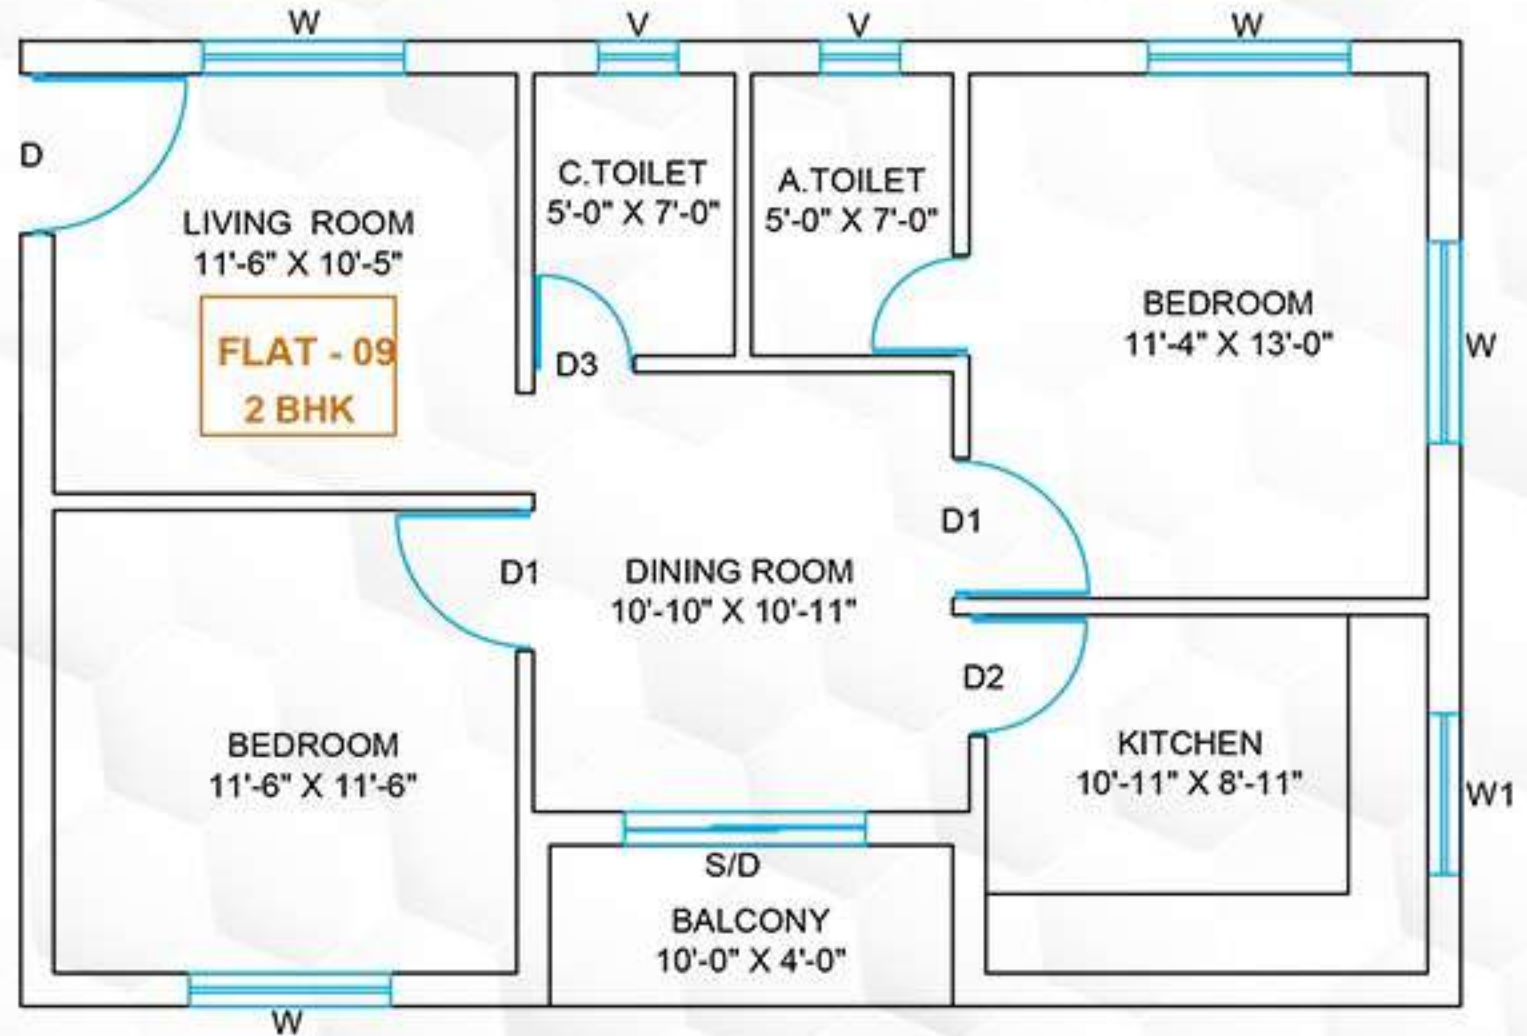 W
V
V
W
D
C.TOILET
5'-0" X 7'-0"
A.TOILET
5'-0" X 7'-0"
LIVING ROOM
11'-6" X 10'-5"
FLAT - 09
2 BHK
D3
BEDROOM
11'-4" X 13'-0"
W
D1
D1
DINING ROOM
10'-10" X 10'-11"
D2
BEDROOM
11'-6" X 11'-6"
KITCHEN
10'-11" X 8'-11"
W1
S/D
BALCONY
10'-0" X 4'-0"
W